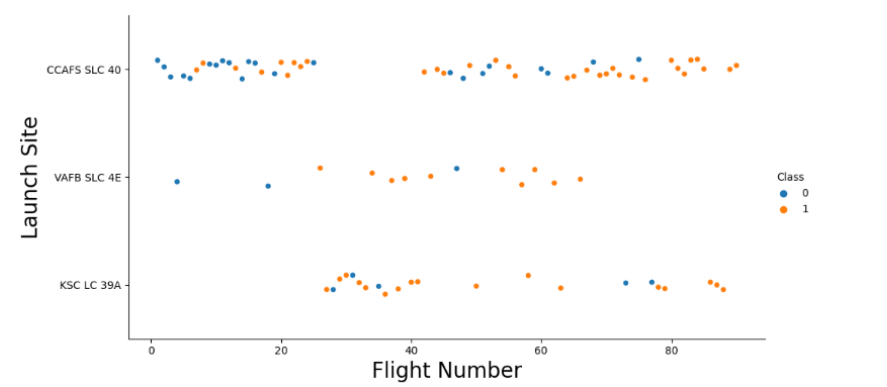 CCAFS SLC 40
VAFB SLC 4E
KSC LC 39A
Launch Site
0 20 40 60 80
Flight Number
Class
0
1